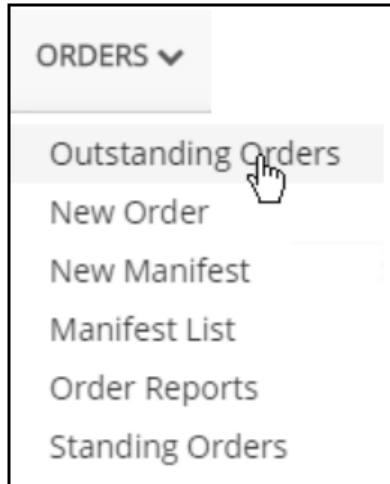 ORDERS
Outstanding Orders
New Order
New Manifest
Manifest List
Order Reports
Standing Orders